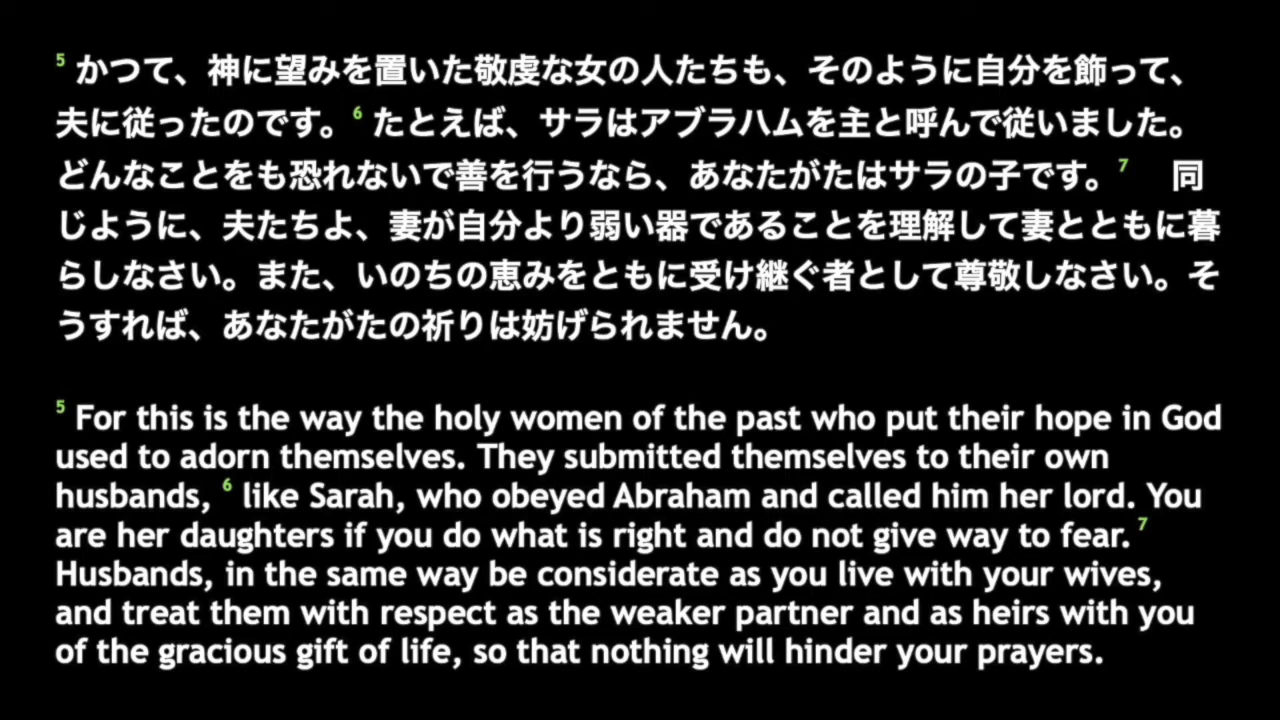 5 かつて、神に望みを置いた敬虔な女の人たちも、そのように自分を飾って、
夫に従ったのです。6 たとえば、サラはアブラハムを主と呼んで従いました。
どんなことをも恐れないで善を行うなら、あなたがたはサラの子です。7 同
じように、夫たちよ、妻が自分より弱い器であることを理解して妻とともに暮
らしなさい。また、いのちの恵みをともに受け継ぐ者として尊敬しなさい。そ
うすれば、あなたがたの祈りは妨げられません。
5 For this is the way the holy women of the past who put their hope in God
used to adorn themselves. They submitted themselves to their own
husbands, 6 like Sarah, who obeyed Abraham and called him her lord. You
are her daughters if you do what is right and do not give way to fear. 7
Husbands, in the same way be considerate as you live with your wives,
and treat them with respect as the weaker partner and as heirs with you
of the gracious gift of life, so that nothing will hinder your prayers.